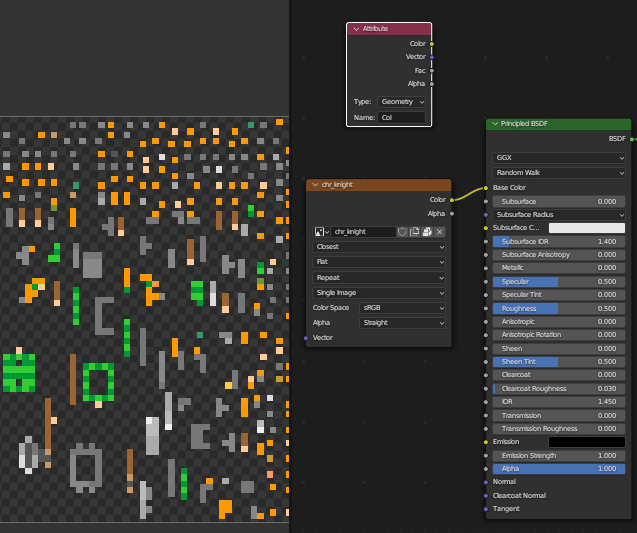 Attribute
Color
Vector
Fac
Alpha
Type: Geometry
Name: Col
Principled BSDF
BSDF
GGX
Random Walk
Base Color
Subsurface 0.000
Subsurface Radius
Subsurface C...
Subsurface IOR 1.400
Subsurface Anisotropy 0.000
Metallic 0.000
Specular 0.500
Specular Tint 0.000
Roughness 0.500
Anisotropic 0.000
Anisotropic Rotation 0.000
Sheen 0.000
Sheen Tint 0.500
Clearcoat 0.000
Clearcoat Roughness 0.030
IOR 1.450
Transmission 0.000
Transmission Roughness 0.000
Emission
Emission Strength 1.000
Alpha 1.000
Normal
Clearcoat Normal
Tangent
chr_knight
Color
Alpha
chr_knight
Closest
Flat
Repeat
Single Image
Color Space sRGB
Alpha Straight
Vector